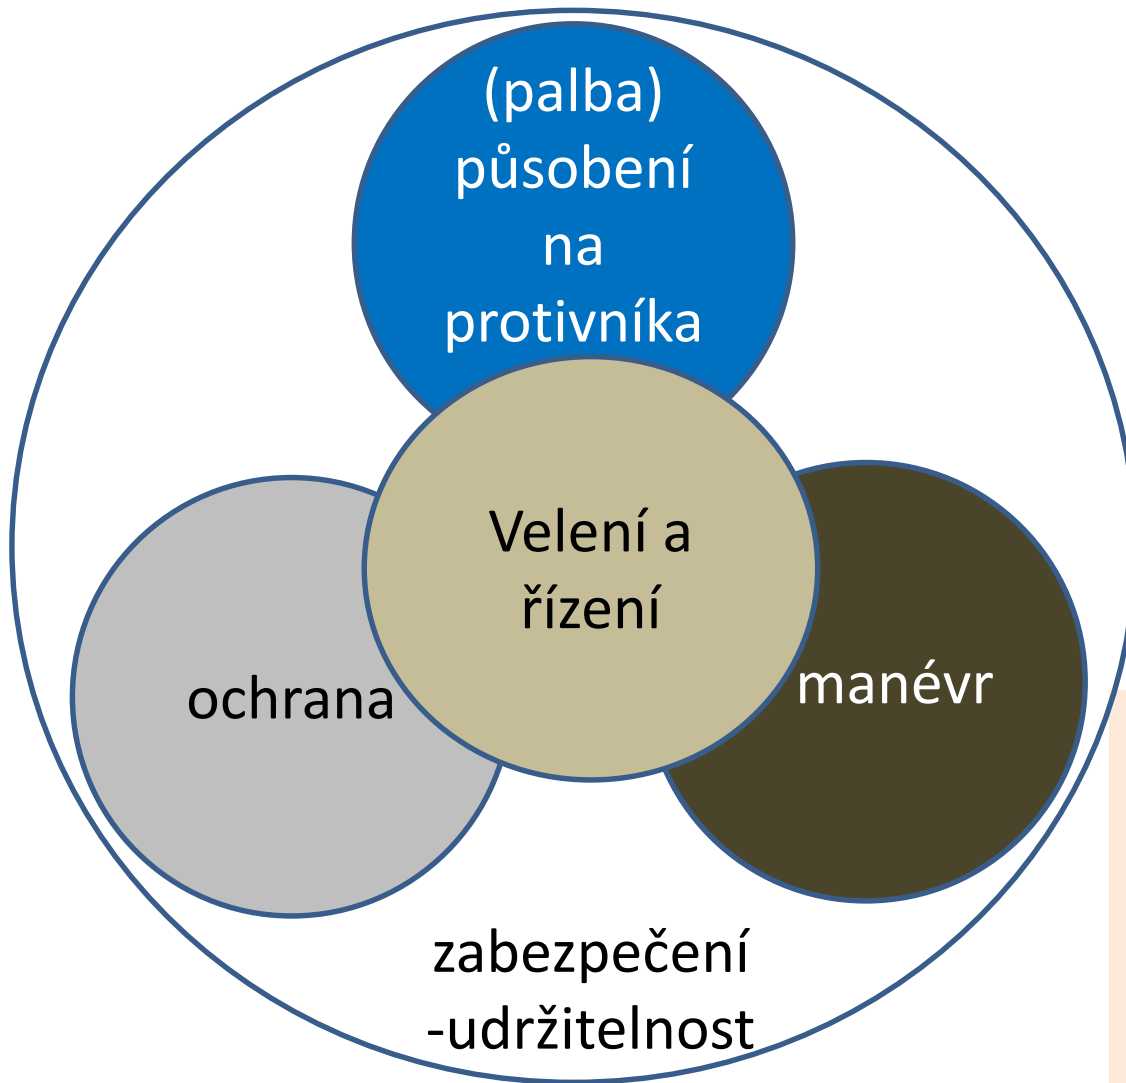 (palba)
působení
na
protivníka
Velení a
řízení
ochrana
manévr
zabezpečení
-udržitelnost